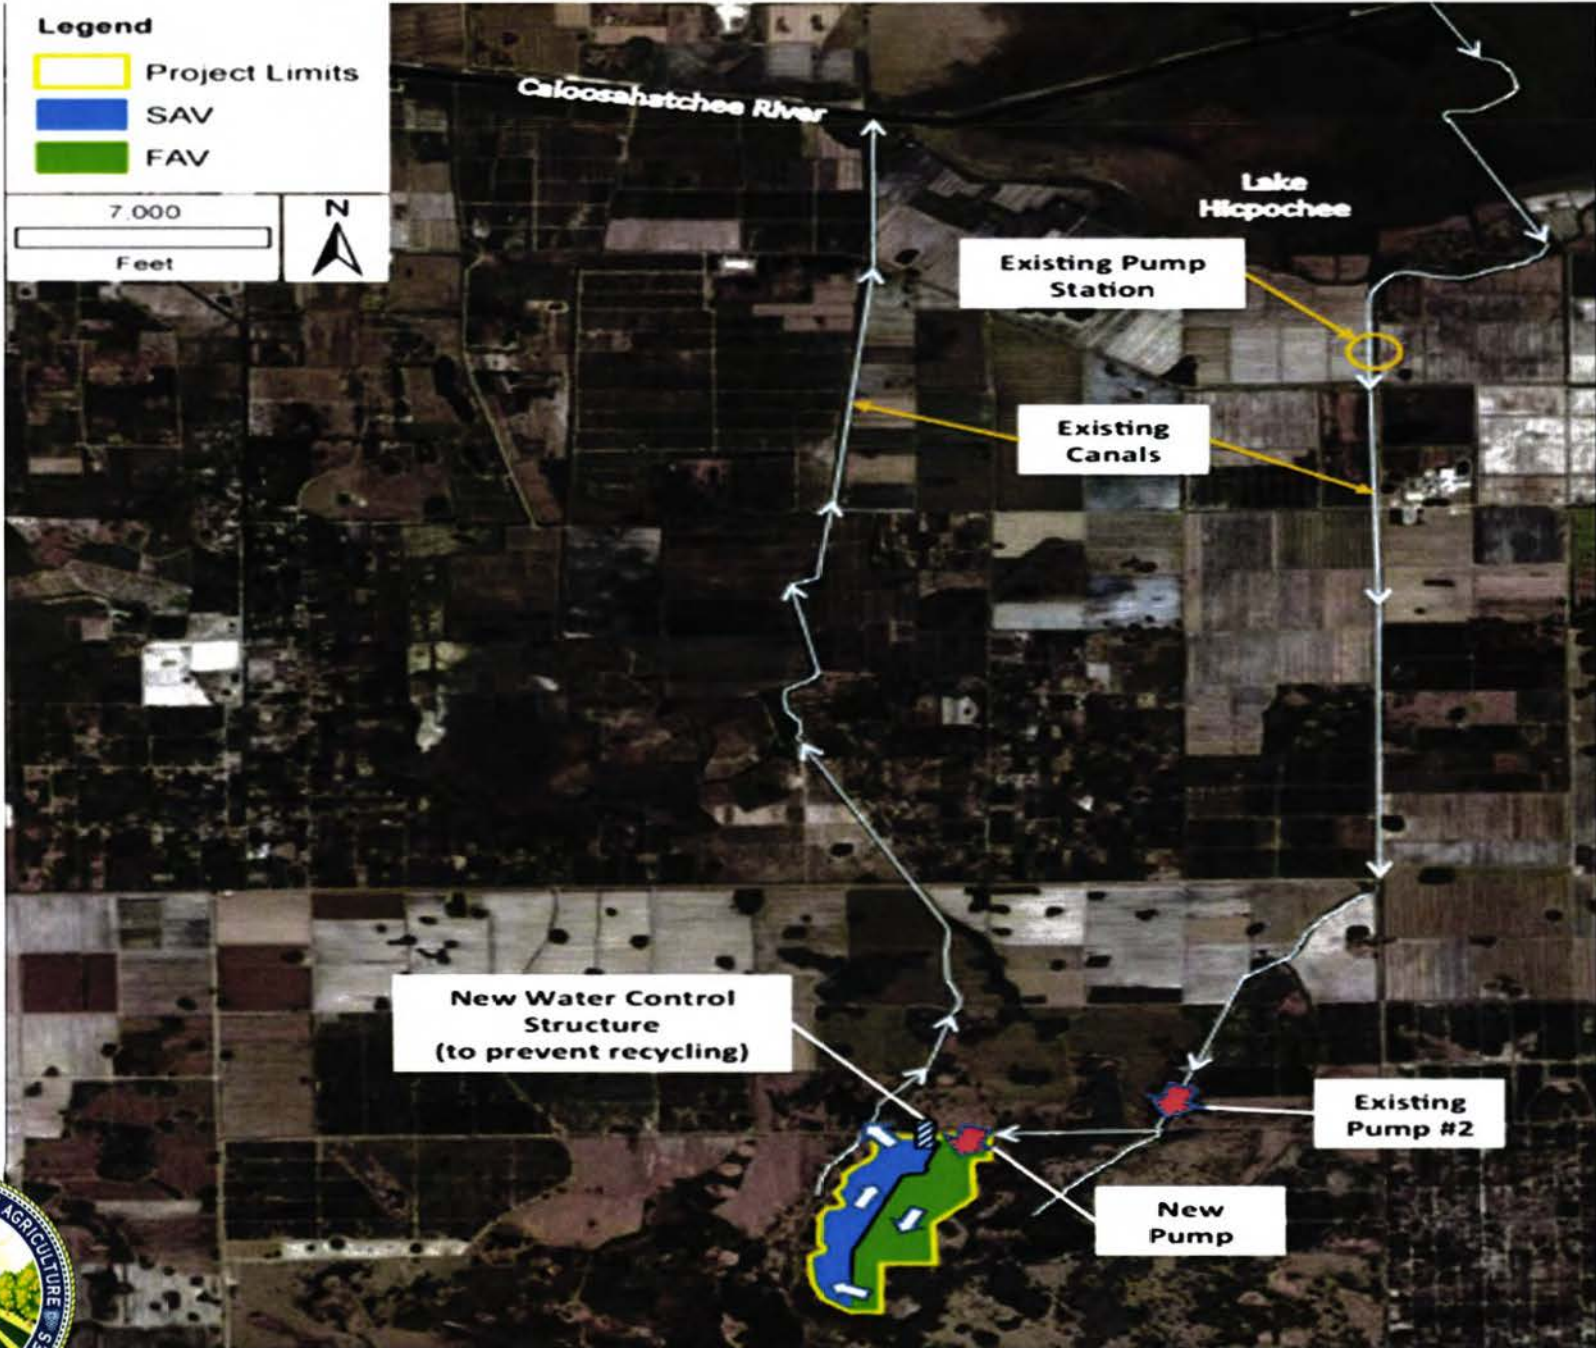 Legend
Project Limits
SAV
FAV
7,000
Feet
N
Caloosahatchee River
Lake
Hicpochee
Existing Pump
Station
Existing
Canals
New Water Control
Structure
(to prevent recycling)
Existing
Pump #2
New
Pump
AGRICULTURE